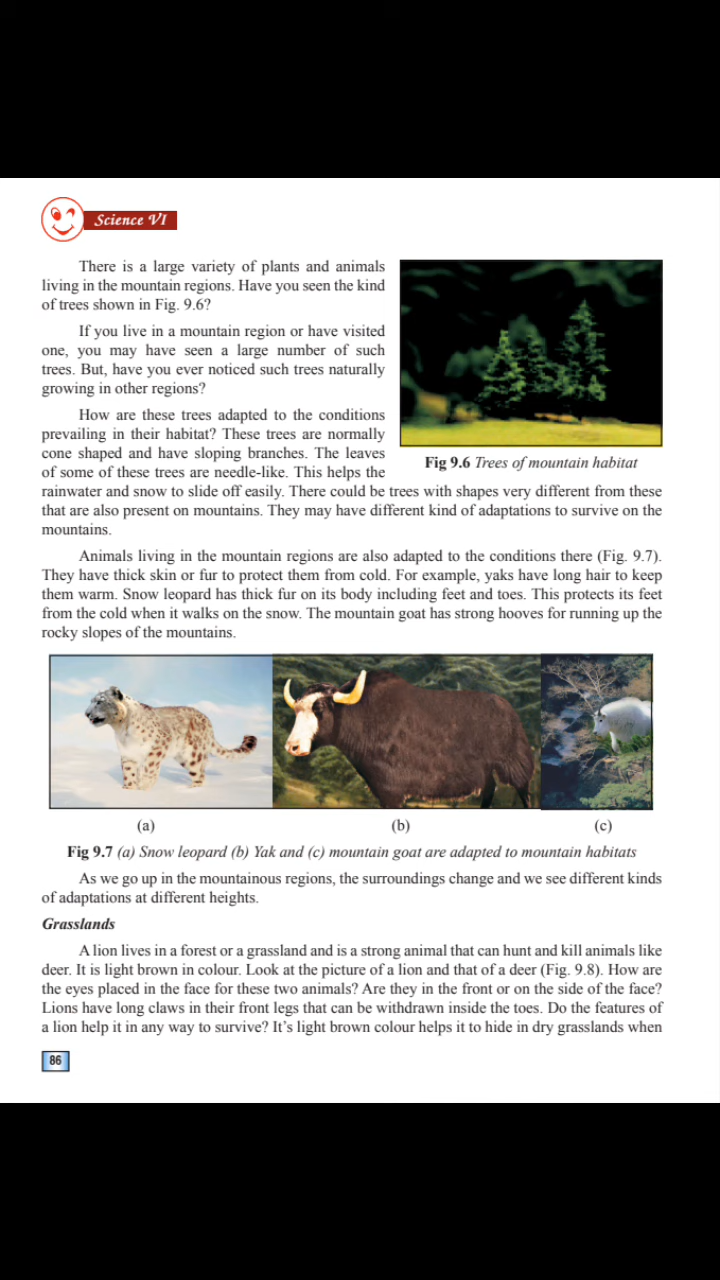 Science VI
There is a large variety of plants and animals
living in the mountain regions. Have you seen the kind
of trees shown in Fig. 9.6?
If you live in a mountain region or have visited
one, you may have seen a large number of such
trees. But, have you ever noticed such trees naturally
growing in other regions?
How are these trees adapted to the conditions
prevailing in their habitat? These trees are normally
cone shaped and have sloping branches. The leaves
of some of these trees are needle-like. This helps the
Fig 9.6 Trees of mountain habitat
rainwater and snow to slide off easily. There could be trees with shapes very different from these
that are also present on mountains. They may have different kind of adaptations to survive on the
mountains.
Animals living in the mountain regions are also adapted to the conditions there (Fig. 9.7).
They have thick skin or fur to protect them from cold. For example, yaks have long hair to keep
them warm. Snow leopard has thick fur on its body including feet and toes. This protects its feet
from the cold when it walks on the snow. The mountain goat has strong hooves for running up the
rocky slopes of the mountains.
(a) (b) (c)
Fig 9.7 (a) Snow leopard (b) Yak and (c) mountain goat are adapted to mountain habitats
As we go up in the mountainous regions, the surroundings change and we see different kinds
of adaptations at different heights.
Grasslands
A lion lives in a forest or a grassland and is a strong animal that can hunt and kill animals like
deer. It is light brown in colour. Look at the picture of a lion and that of a deer (Fig. 9.8). How are
the eyes placed in the face for these two animals? Are they in the front or on the side of the face?
Lions have long claws in their front legs that can be withdrawn inside the toes. Do the features of
a lion help it in any way to survive? It's light brown colour helps it to hide in dry grasslands when
86